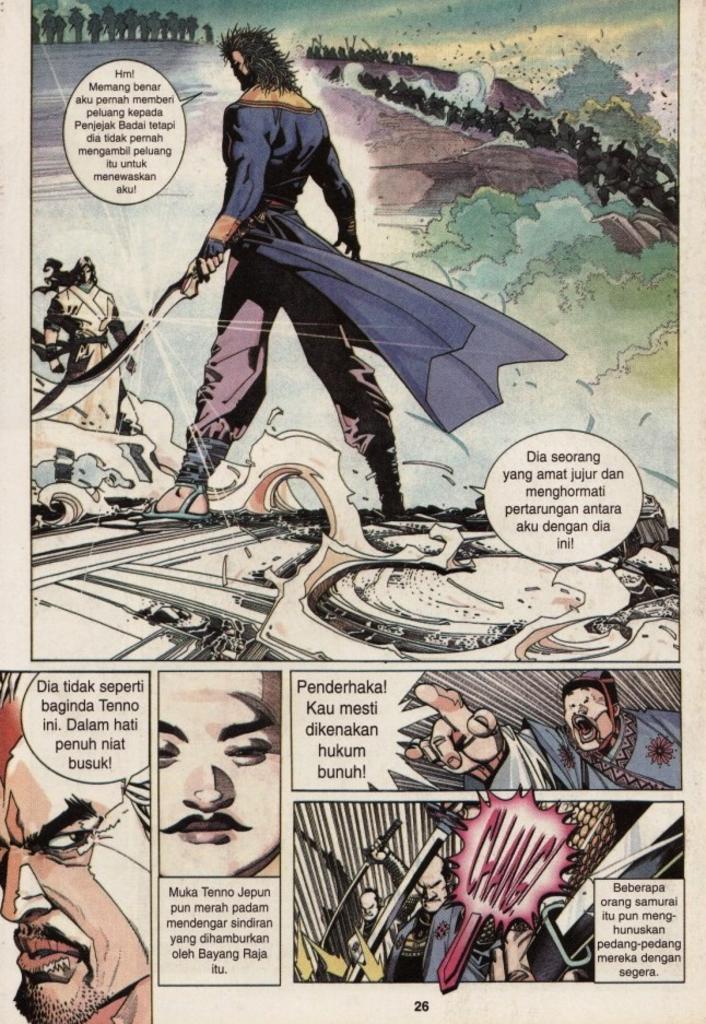 Hm!
Memang benar
aku pernah memberi
peluang kepada
Penjejak Badai tetapi
dia tidak pernah
mengambil peluang
itu untuk
menewaskan
aku!
Dia seorang
yang amat jujur dan
menghormati
pertarungan antara
aku dengan dia
ini!
Dia tidak seperti
baginda Tenno
ini. Dalam hati
penuh niat
busuk!
Muka Tenno Jepun
pun merah padam
mendengar sindiran
yang dihamburkan
oleh Bayang Raja
itu.
Penderhaka!
Kau mesti
dikenakan
hukum
bunuh!
CHANG!
Beberapa
orang samurai
itu pun meng-
hunuskan
pedang-pedang
mereka dengan
segera.
26